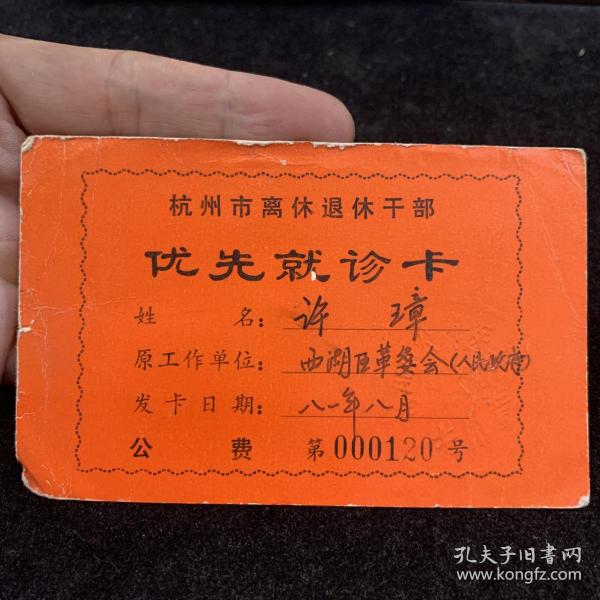 杭州市离休退休干部
优先就诊卡
姓 名: 许 璋
原工作单位: 西湖区革委会(人民政府)
发卡日期: 八一年八月
公 费 第000120号
孔夫子旧书网
www.kongfz.com